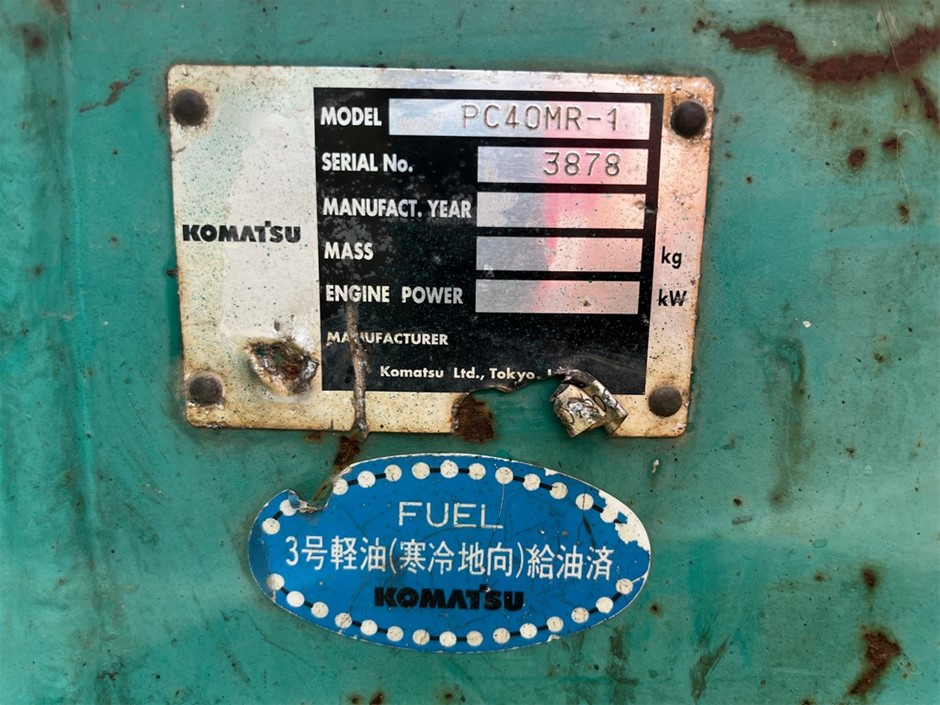 MODEL PC40MR-1
SERIAL No. 3878
MANUFACT. YEAR
KOMATSU
MASS kg
ENGINE POWER kW
MANUFACTURER
Komatsu Ltd., Tokyo,
FUEL
3号軽油(寒冷地向)給油済
KOMATSU